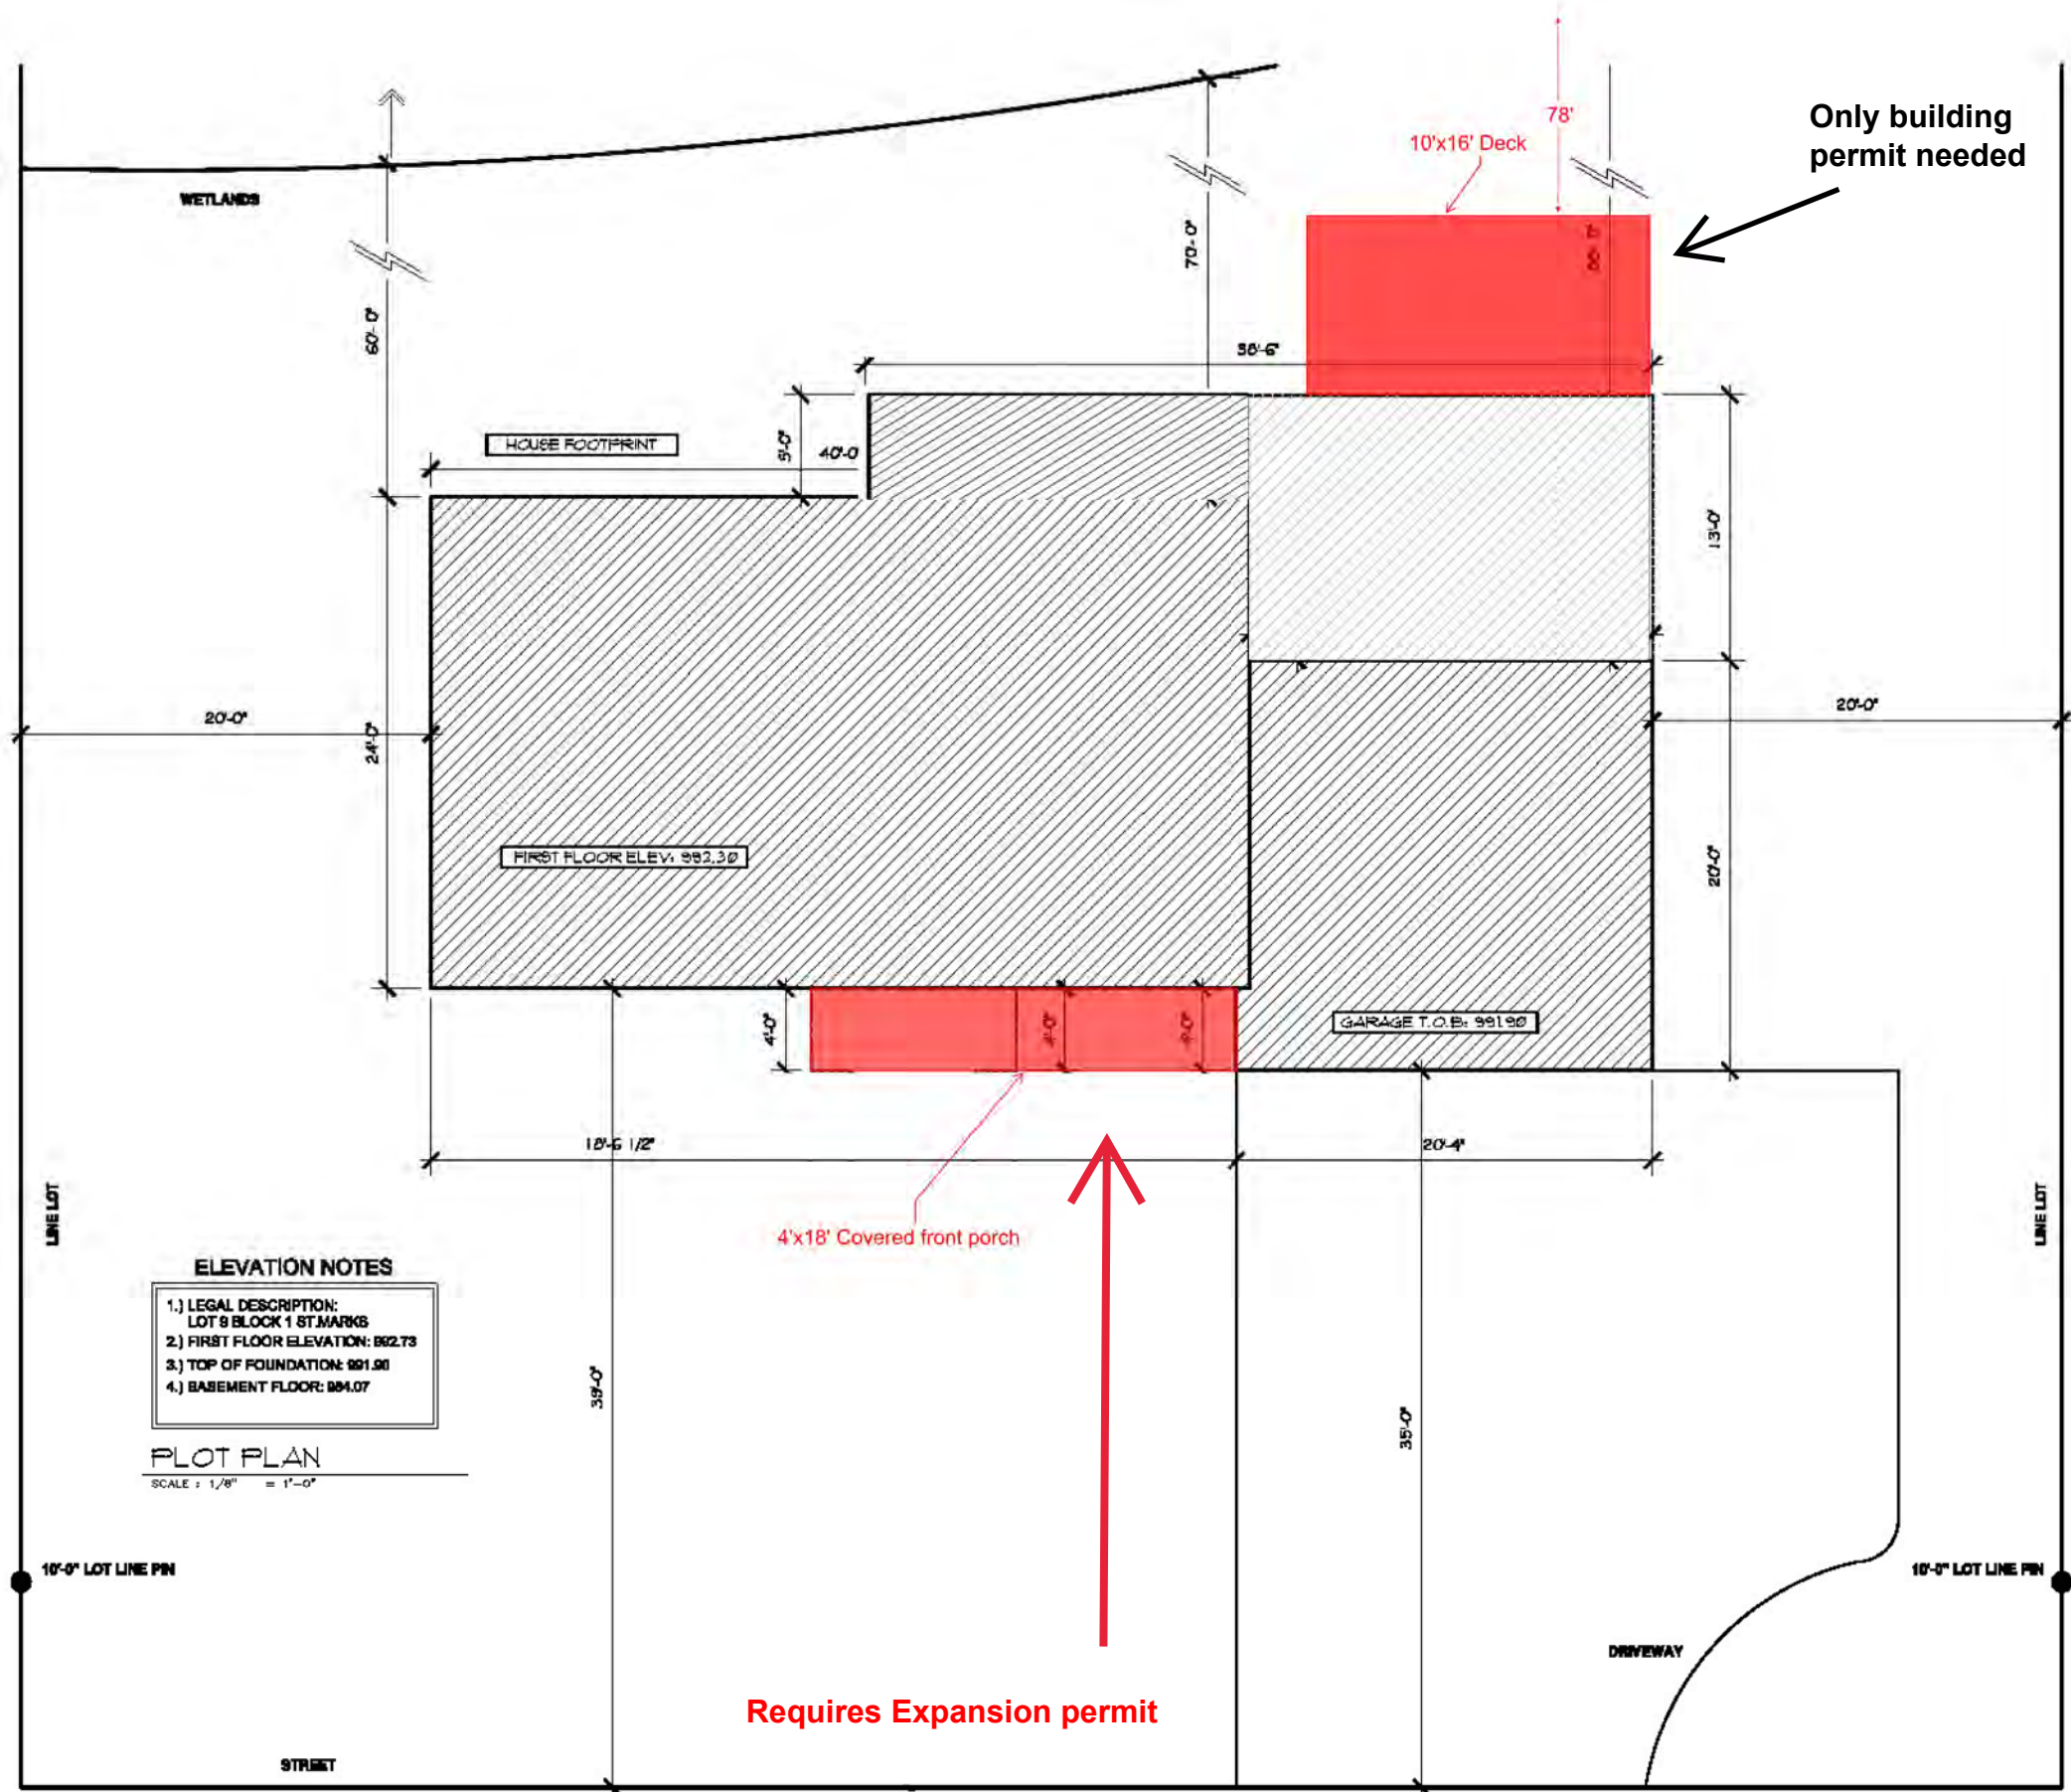 78'
Only building
permit needed
10'x16' Deck
WETLANDS
70'-0"
60'-0"
38'-6"
HOUSE FOOTPRINT
5'-0"
40'-0
13'-0"
20'-0"
24'-0"
20'-0"
FIRST FLOOR ELEV: 992.30
20'-0"
4'-0"
4'-0"
4'-0"
GARAGE T.O.B: 991.90
18'-6 1/2"
20'-4"
4'x18' Covered front porch
LINE LOT
LINE LOT
ELEVATION NOTES
1.) LEGAL DESCRIPTION:
LOT 9 BLOCK 1 ST.MARKS
2.) FIRST FLOOR ELEVATION: 992.73
3.) TOP OF FOUNDATION: 991.90
4.) BASEMENT FLOOR: 984.07
39'-0"
35'-0"
PLOT PLAN
SCALE : 1/8" = 1'-0"
10'-0" LOT LINE PIN
10'-0" LOT LINE PIN
DRIVEWAY
Requires Expansion permit
STREET